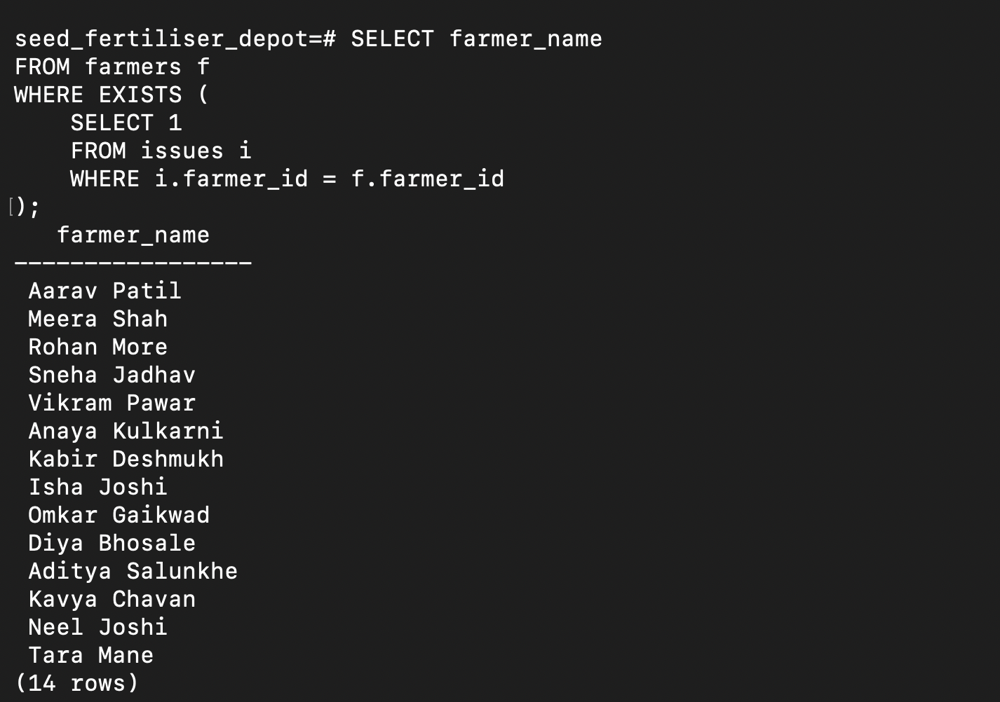 seed_fertiliser_depot=# SELECT farmer_name
FROM farmers f
WHERE EXISTS (
    SELECT 1
    FROM issues i
    WHERE i.farmer_id = f.farmer_id
[);
   farmer_name
-----------------
 Aarav Patil
 Meera Shah
 Rohan More
 Sneha Jadhav
 Vikram Pawar
 Anaya Kulkarni
 Kabir Deshmukh
 Isha Joshi
 Omkar Gaikwad
 Diya Bhosale
 Aditya Salunkhe
 Kavya Chavan
 Neel Joshi
 Tara Mane
(14 rows)